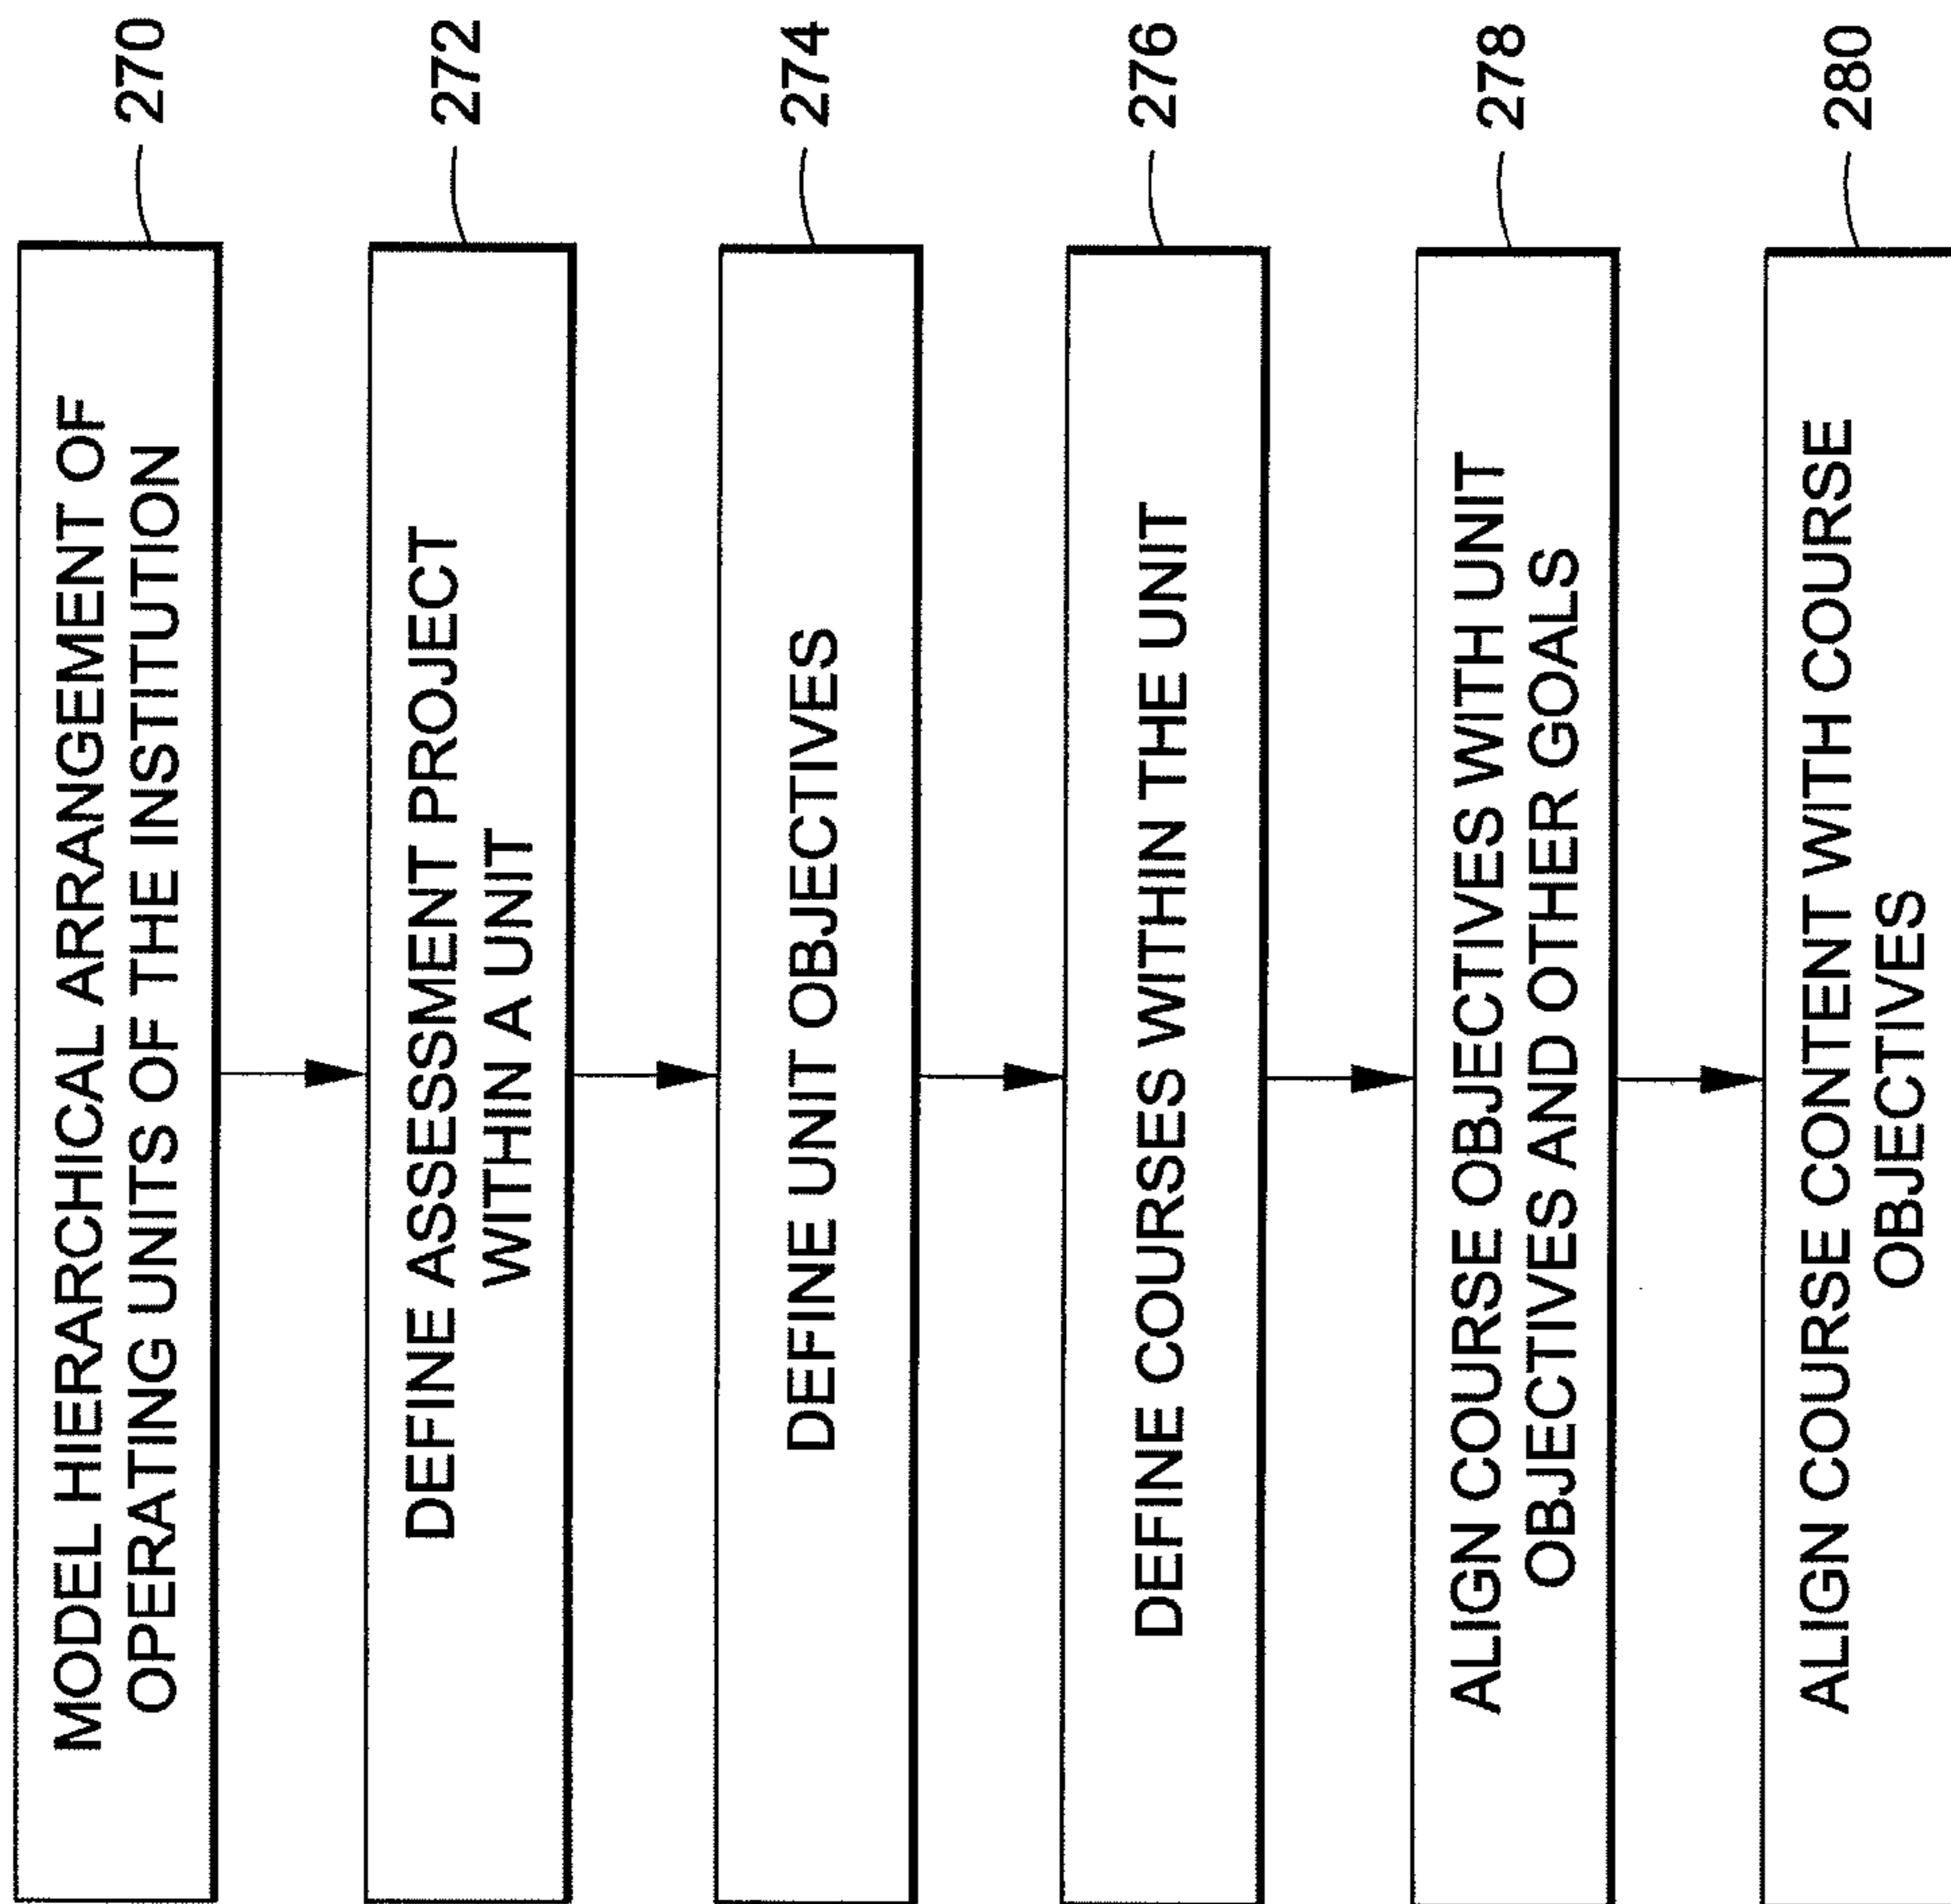 MODEL HIERARCHICAL ARRANGEMENT OF
OPERATING UNITS OF THE INSTITUTION
270
DEFINE ASSESSMENT PROJECT
WITHIN A UNIT
272
DEFINE UNIT OBJECTIVES
274
DEFINE COURSES WITHIN THE UNIT
276
ALIGN COURSE OBJECTIVES WITH UNIT
OBJECTIVES AND OTHER GOALS
278
ALIGN COURSE CONTENT WITH COURSE
OBJECTIVES
280